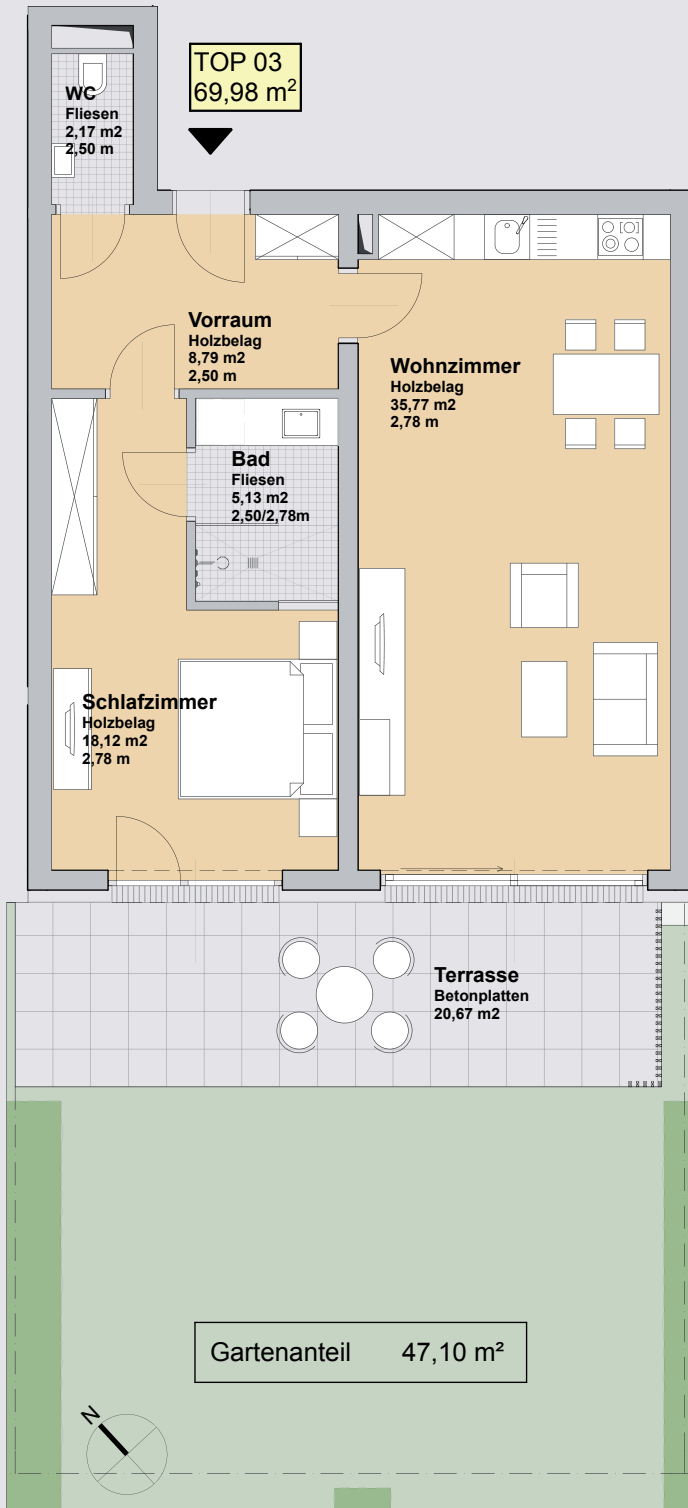 TOP 03
69,98 m²
WC
Fliesen
2,17 m2
2,50 m
Vorraum
Holzbelag
8,79 m2
2,50 m
Wohnzimmer
Holzbelag
35,77 m2
2,78 m
Bad
Fliesen
5,13 m2
2,50/2,78m
Schlafzimmer
Holzbelag
18,12 m2
2,78 m
Terrasse
Betonplatten
20,67 m2
Gartenanteil 47,10 m²
N